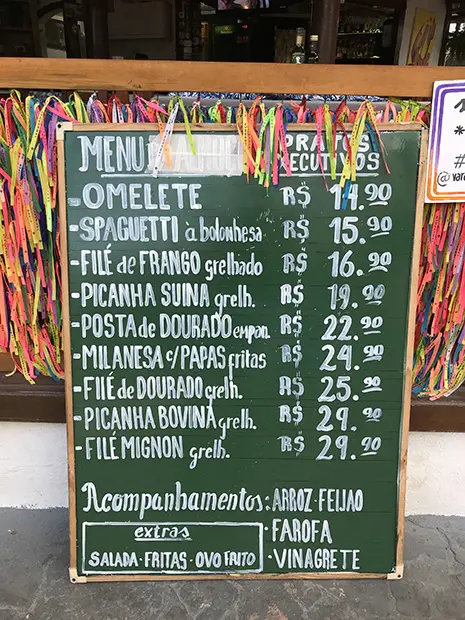 MENU
PRATOS
EXECUTIVOS
- OMELETE R$ 14.90
- SPAGUETTI à bolonhesa R$ 15.90
- FILÉ de FRANGO grelhado R$ 16.90
- PICANHA SUINA grelh. R$ 19.90
- POSTA de DOURADO empan. R$ 22.90
- MILANESA c/ PAPAS fritas R$ 24.90
- FILÉ de DOURADO grelh. R$ 25.90
- PICANHA BOVINA grelh. R$ 29.90
- FILÉ MIGNON grelh. R$ 29.90
Acompanhamentos: ARROZ · FEIJAO
· FAROFA
· VINAGRETE
extras
SALADA · FRITAS · OVO FRITO